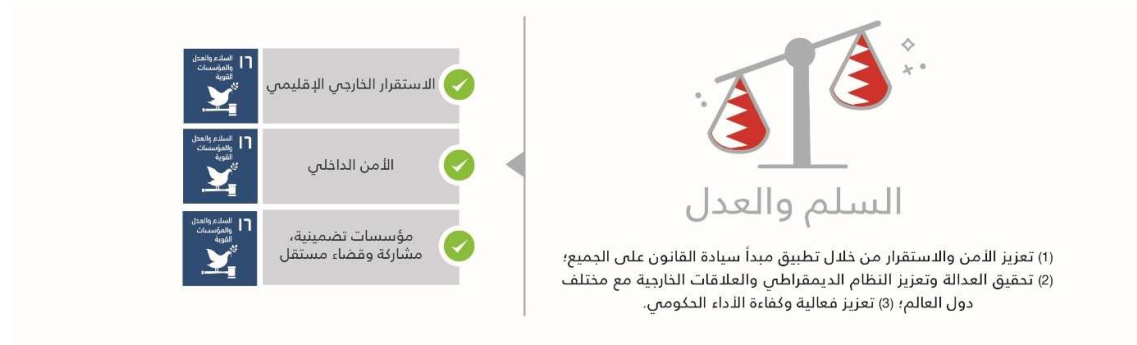 السلم والعدل
(1) تعزيز الأمن والاستقرار من خلال تطبيق مبدأ سيادة القانون على الجميع؛
(2) تحقيق العدالة وتعزيز النظام الديمقراطي والعلاقات الخارجية مع مختلف
دول العالم؛ (3) تعزيز فعالية وكفاءة الأداء الحكومي.
الاستقرار الخارجي الإقليمي
١٦ السلام والعدل
والمؤسسات
القوية
الأمن الداخلي
١٦ السلام والعدل
والمؤسسات
القوية
مؤسسات تضمينية،
مشاركة وقضاء مستقل
١٦ السلام والعدل
والمؤسسات
القوية